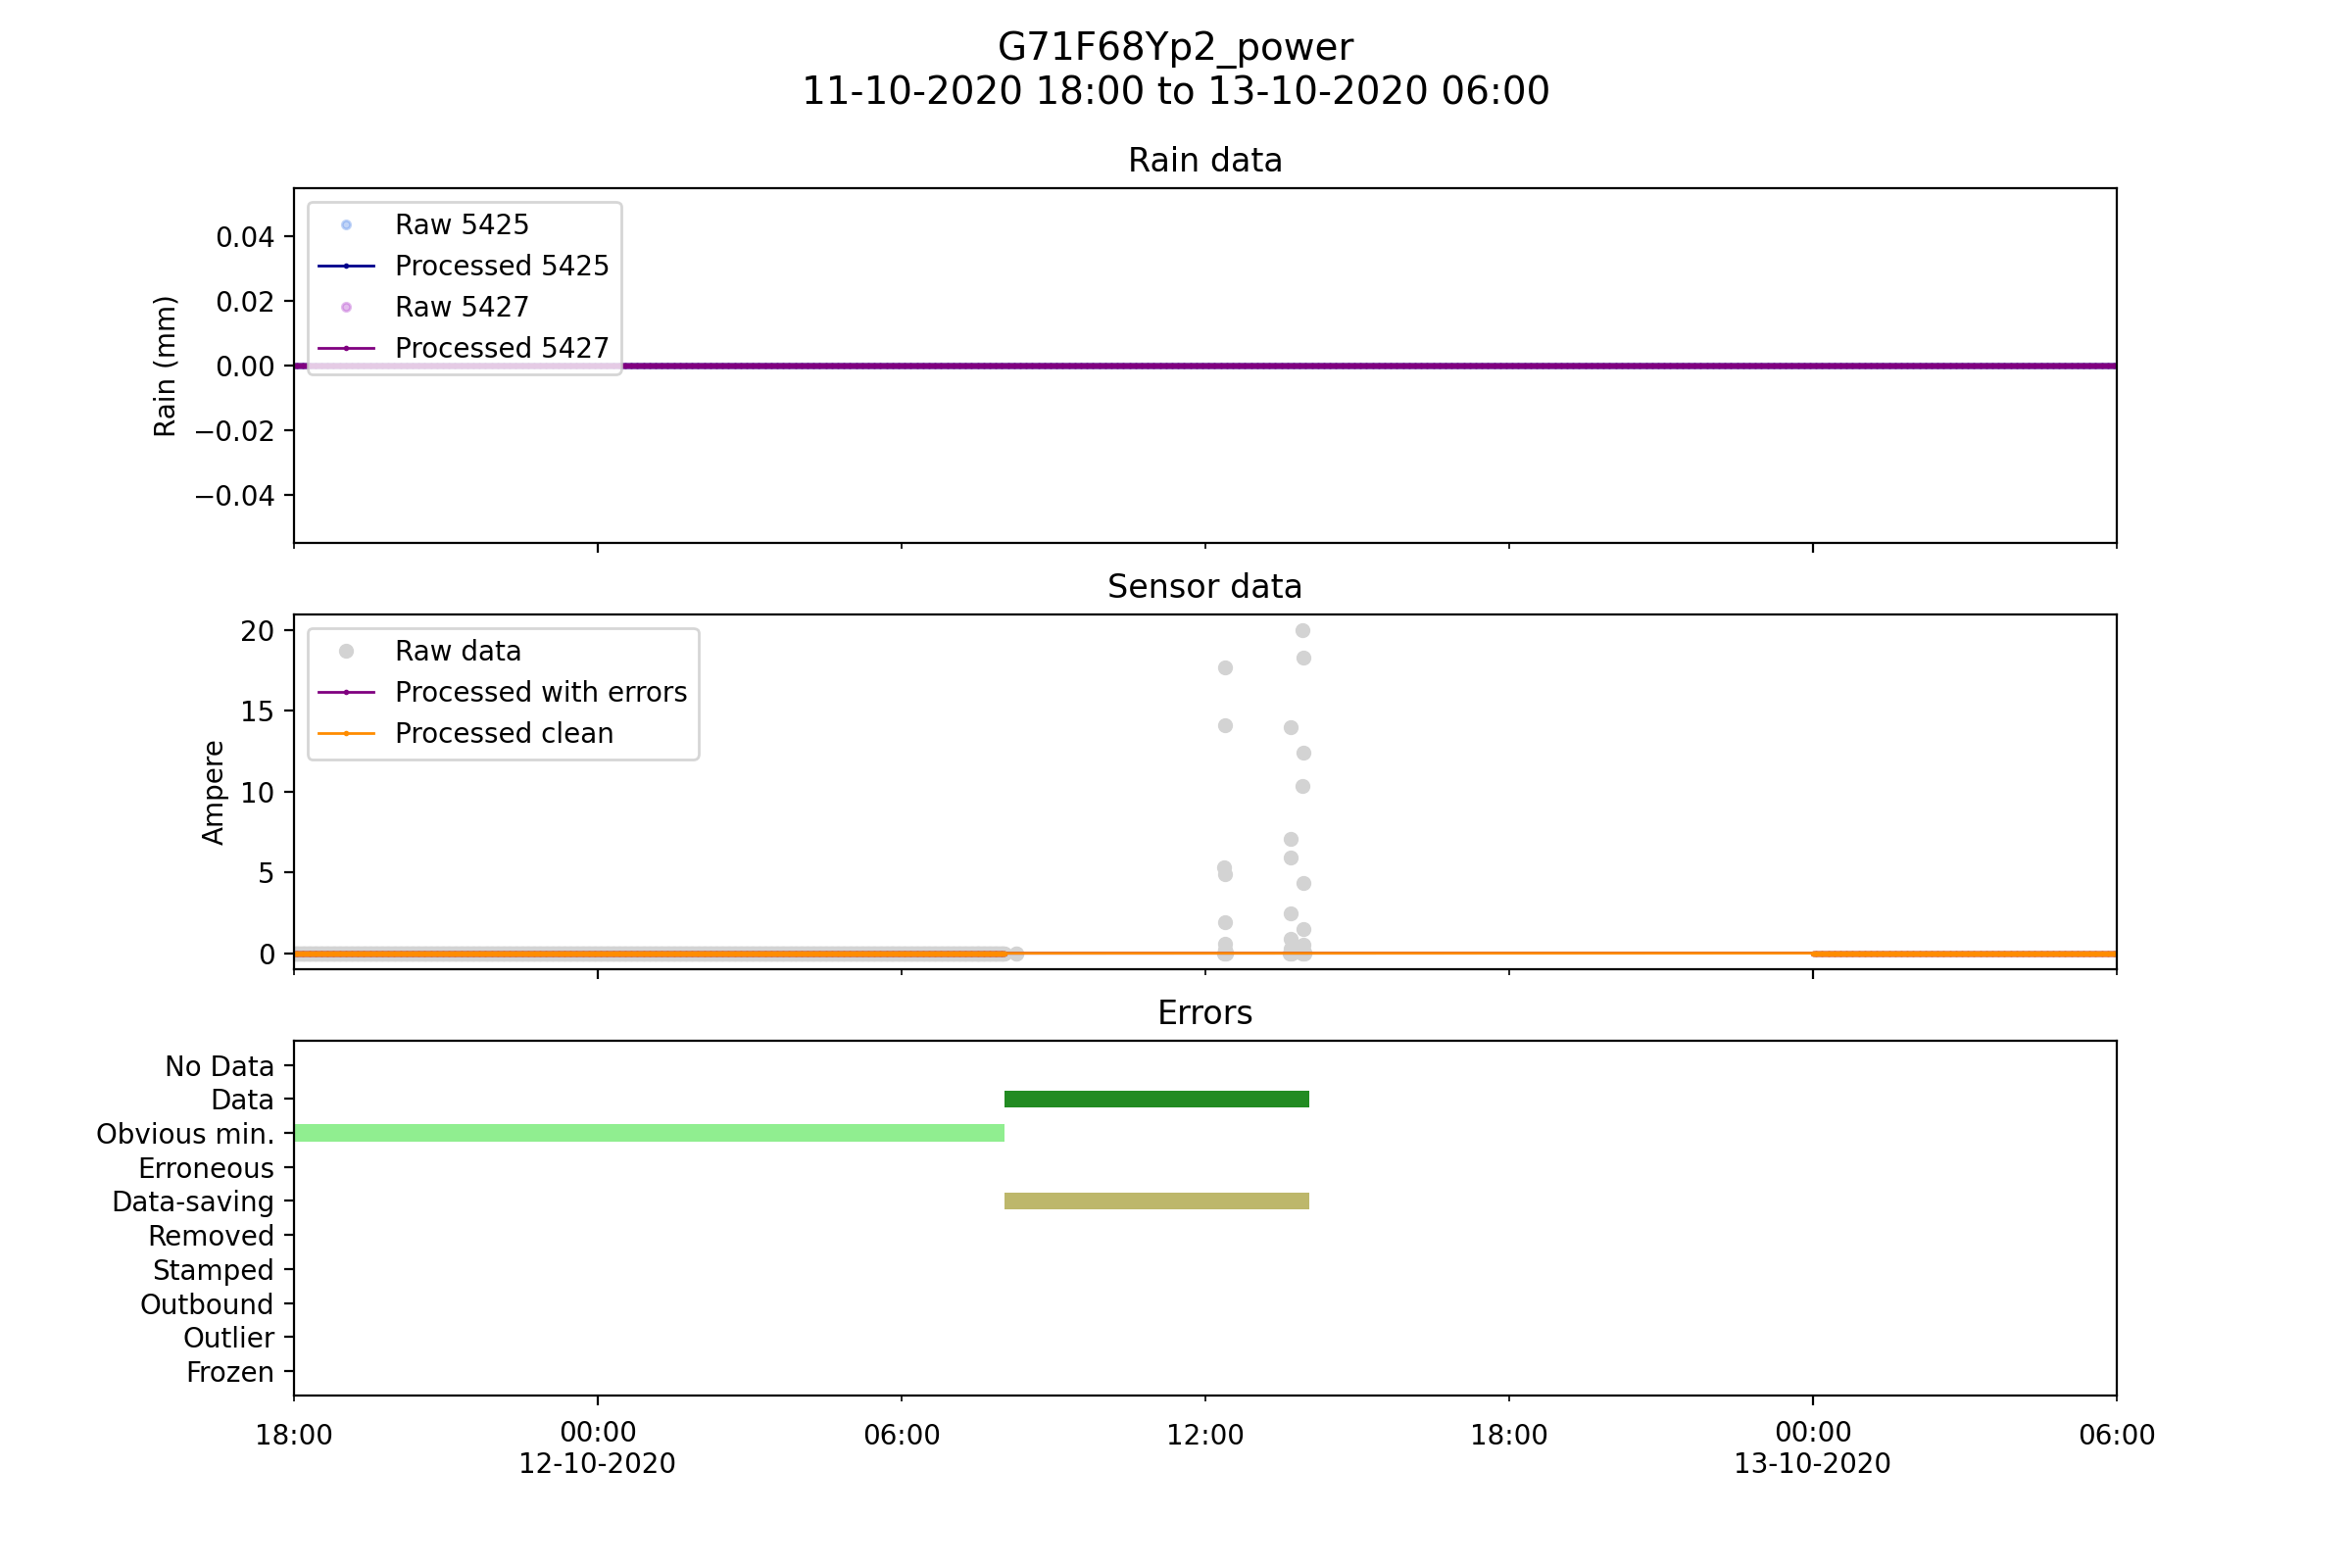 G71F68Yp2_power
11-10-2020 18:00 to 13-10-2020 06:00
Rain data
Raw 5425
Processed 5425
Raw 5427
Processed 5427
0.04
0.02
0.00
−0.02
−0.04
Rain (mm)
Sensor data
Raw data
Processed with errors
Processed clean
20
15
10
5
0
Ampere
Errors
No Data
Data
Obvious min.
Erroneous
Data-saving
Removed
Stamped
Outbound
Outlier
Frozen
18:00 00:00 06:00 12:00 18:00 00:00 06:00
12-10-2020 13-10-2020